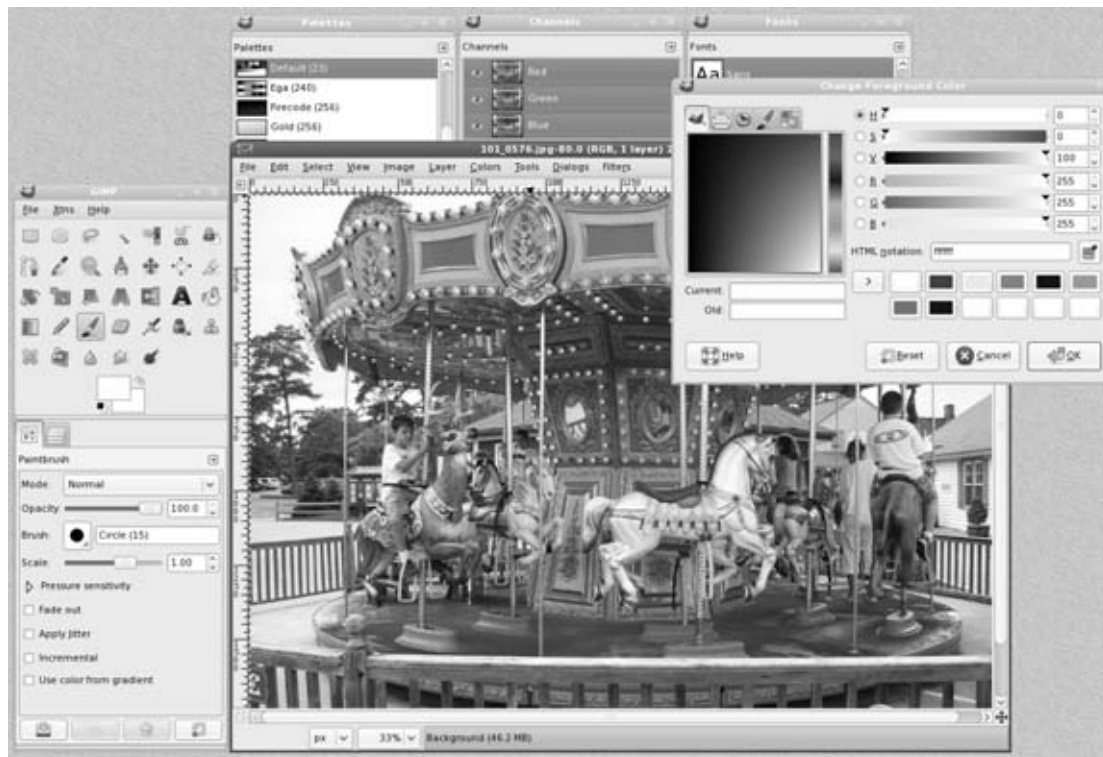 Palettes
Channels
Fonts
Palettes
Channels
Fonts
Default (23)
Ega (240)
Firecode (256)
Gold (256)
Red
Green
Blue
Aa Sans
Change Foreground Color
H 0
S 0
V 100
R 255
G 255
B 255
HTML notation: ffffff
Current:
Old:
Help
Reset
Cancel
OK
101_0576.jpg-80.0 (RGB, 1 layer)
File Edit Select View Image Layer Colors Tools Dialogs Filters
GIMP
File Xtns Help
Paintbrush
Mode: Normal
Opacity 100.0
Brush: Circle (15)
Scale: 1.00
Pressure sensitivity
Fade out
Apply Jitter
Incremental
Use color from gradient
px 33% Background (46.2 MB)